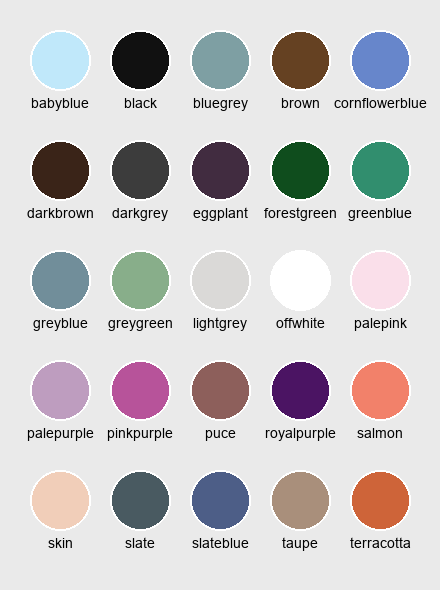 babyblue black bluegrey brown cornflowerblue
darkbrown darkgrey eggplant forestgreen greenblue
greyblue greygreen lightgrey offwhite palepink
palepurple pinkpurple puce royalpurple salmon
skin slate slateblue taupe terracotta